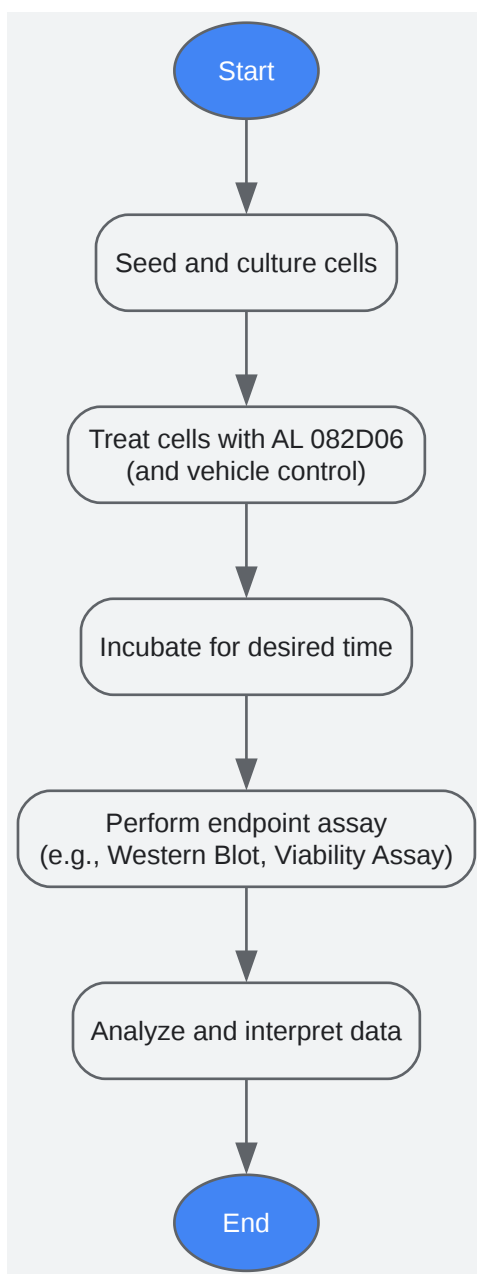 Start
Seed and culture cells
Treat cells with AL 082D06
(and vehicle control)
Incubate for desired time
Perform endpoint assay
(e.g., Western Blot, Viability Assay)
Analyze and interpret data
End